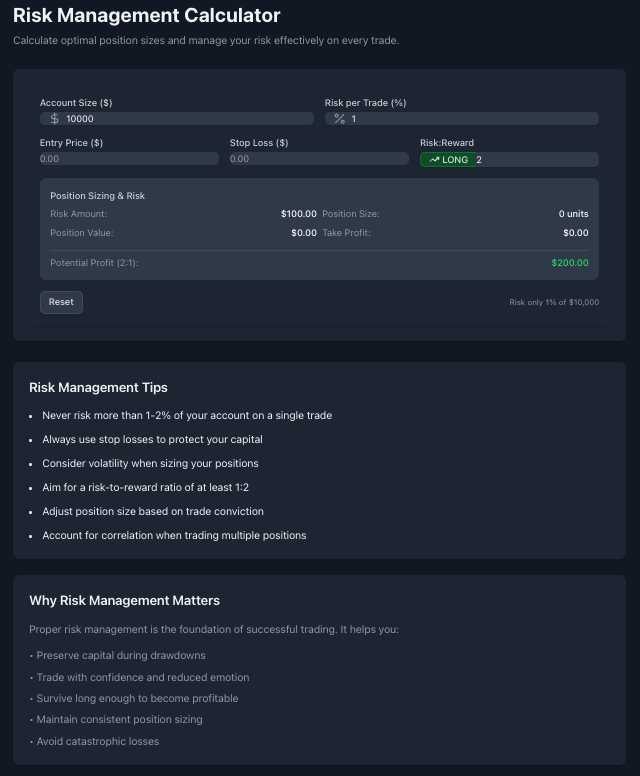 Risk Management Calculator
Calculate optimal position sizes and manage your risk effectively on every trade.
Account Size ($) Risk per Trade (%)
$ 10000 % 1
Entry Price ($) Stop Loss ($) Risk:Reward
0.00 0.00 LONG 2
Position Sizing & Risk
Risk Amount: $100.00 Position Size: 0 units
Position Value: $0.00 Take Profit: $0.00
Potential Profit (2:1): $200.00
Reset Risk only 1% of $10,000
Risk Management Tips
• Never risk more than 1-2% of your account on a single trade
• Always use stop losses to protect your capital
• Consider volatility when sizing your positions
• Aim for a risk-to-reward ratio of at least 1:2
• Adjust position size based on trade conviction
• Account for correlation when trading multiple positions
Why Risk Management Matters
Proper risk management is the foundation of successful trading. It helps you:
• Preserve capital during drawdowns
• Trade with confidence and reduced emotion
• Survive long enough to become profitable
• Maintain consistent position sizing
• Avoid catastrophic losses